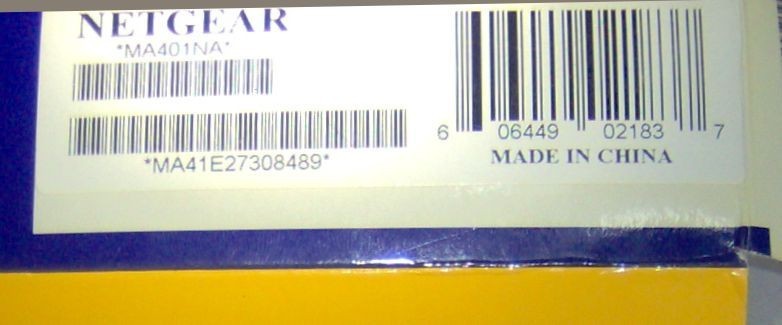 NETGEAR
*MA401NA*
*MA41E27308489*
6 06449 02183 7
MADE IN CHINA